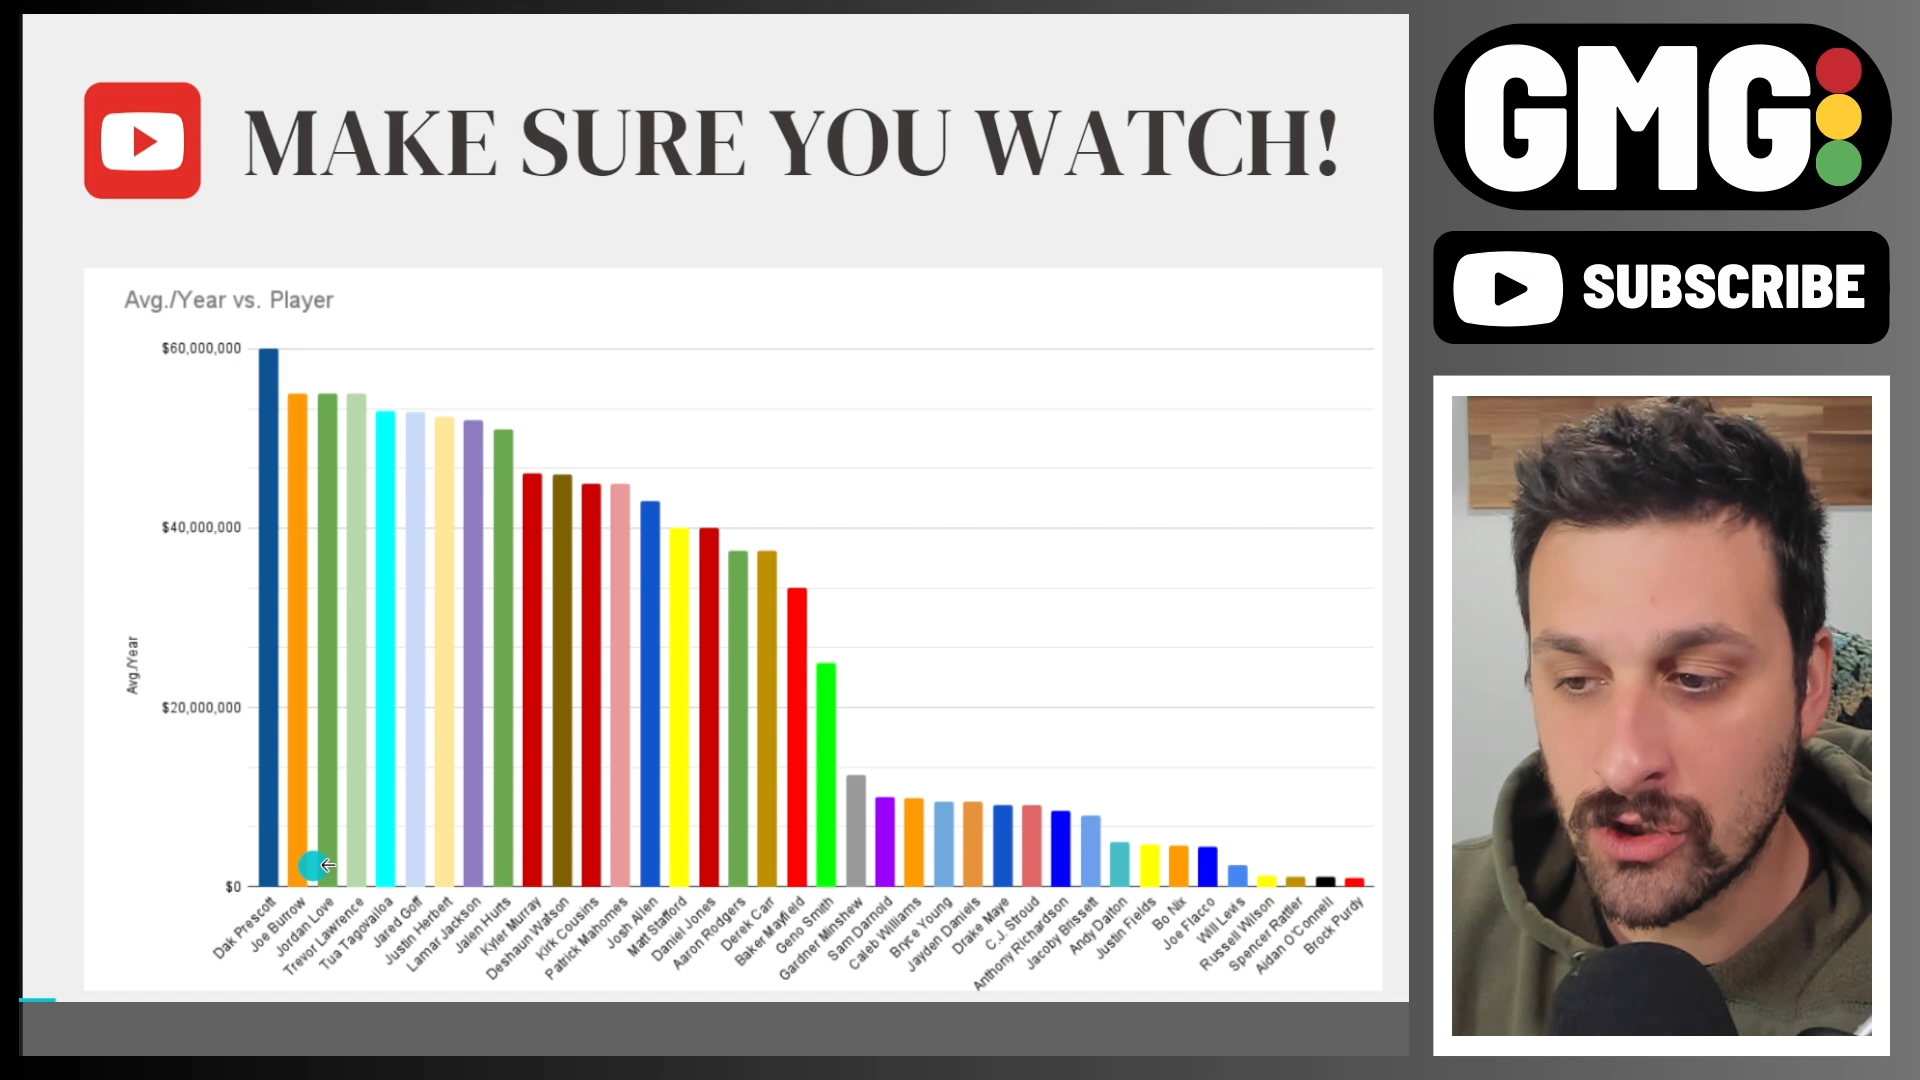 MAKE SURE YOU WATCH!
GMG
SUBSCRIBE
Avg./Year vs. Player
$60,000,000
$40,000,000
$20,000,000
$0
Avg./Year
Dak Prescott
Joe Burrow
Jordan Love
Trevor Lawrence
Tua Tagovailoa
Jared Goff
Justin Herbert
Lamar Jackson
Jalen Hurts
Kyler Murray
Deshaun Watson
Kirk Cousins
Patrick Mahomes
Josh Allen
Matt Stafford
Daniel Jones
Aaron Rodgers
Derek Carr
Baker Mayfield
Geno Smith
Gardner Minshew
Sam Darnold
Caleb Williams
Bryce Young
Jayden Daniels
Drake Maye
C.J. Stroud
Anthony Richardson
Jacoby Brissett
Andy Dalton
Justin Fields
Bo Nix
Joe Flacco
Will Levis
Russell Wilson
Spencer Rattler
Aidan O'Connell
Brock Purdy